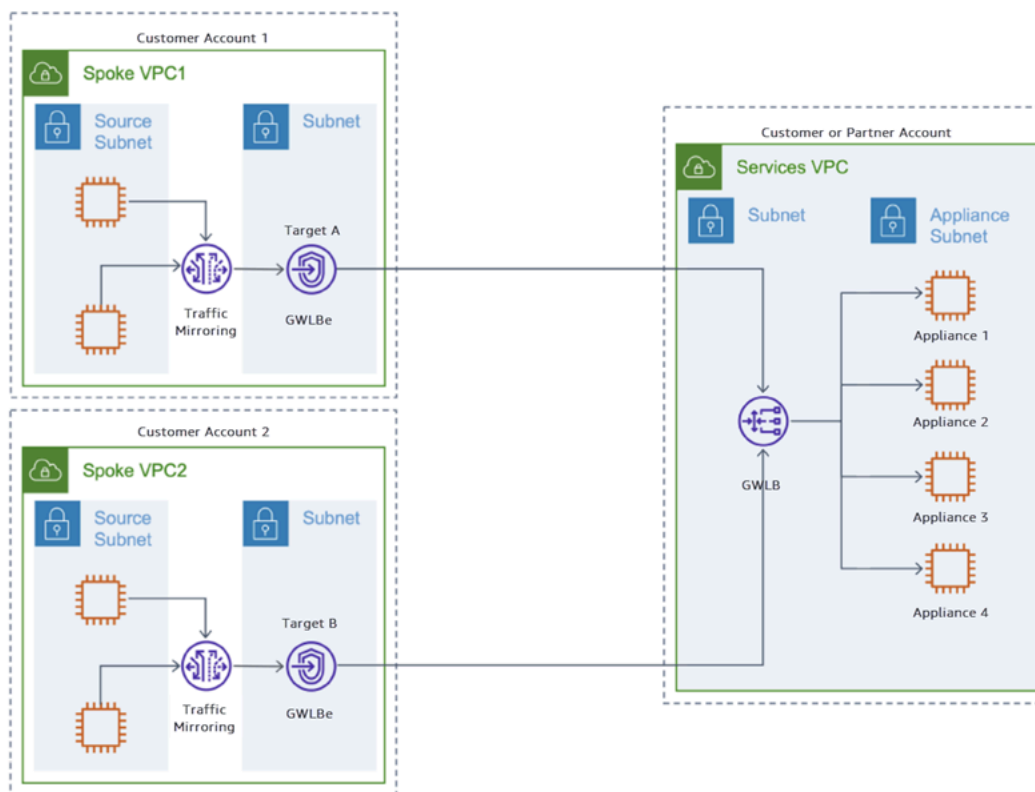 Customer Account 1
Spoke VPC1
Source
Subnet
Subnet
Target A
Traffic
Mirroring
GWLBe
Customer Account 2
Spoke VPC2
Source
Subnet
Subnet
Target B
Traffic
Mirroring
GWLBe
Customer or Partner Account
Services VPC
Subnet
Appliance
Subnet
Appliance 1
Appliance 2
GWLB
Appliance 3
Appliance 4